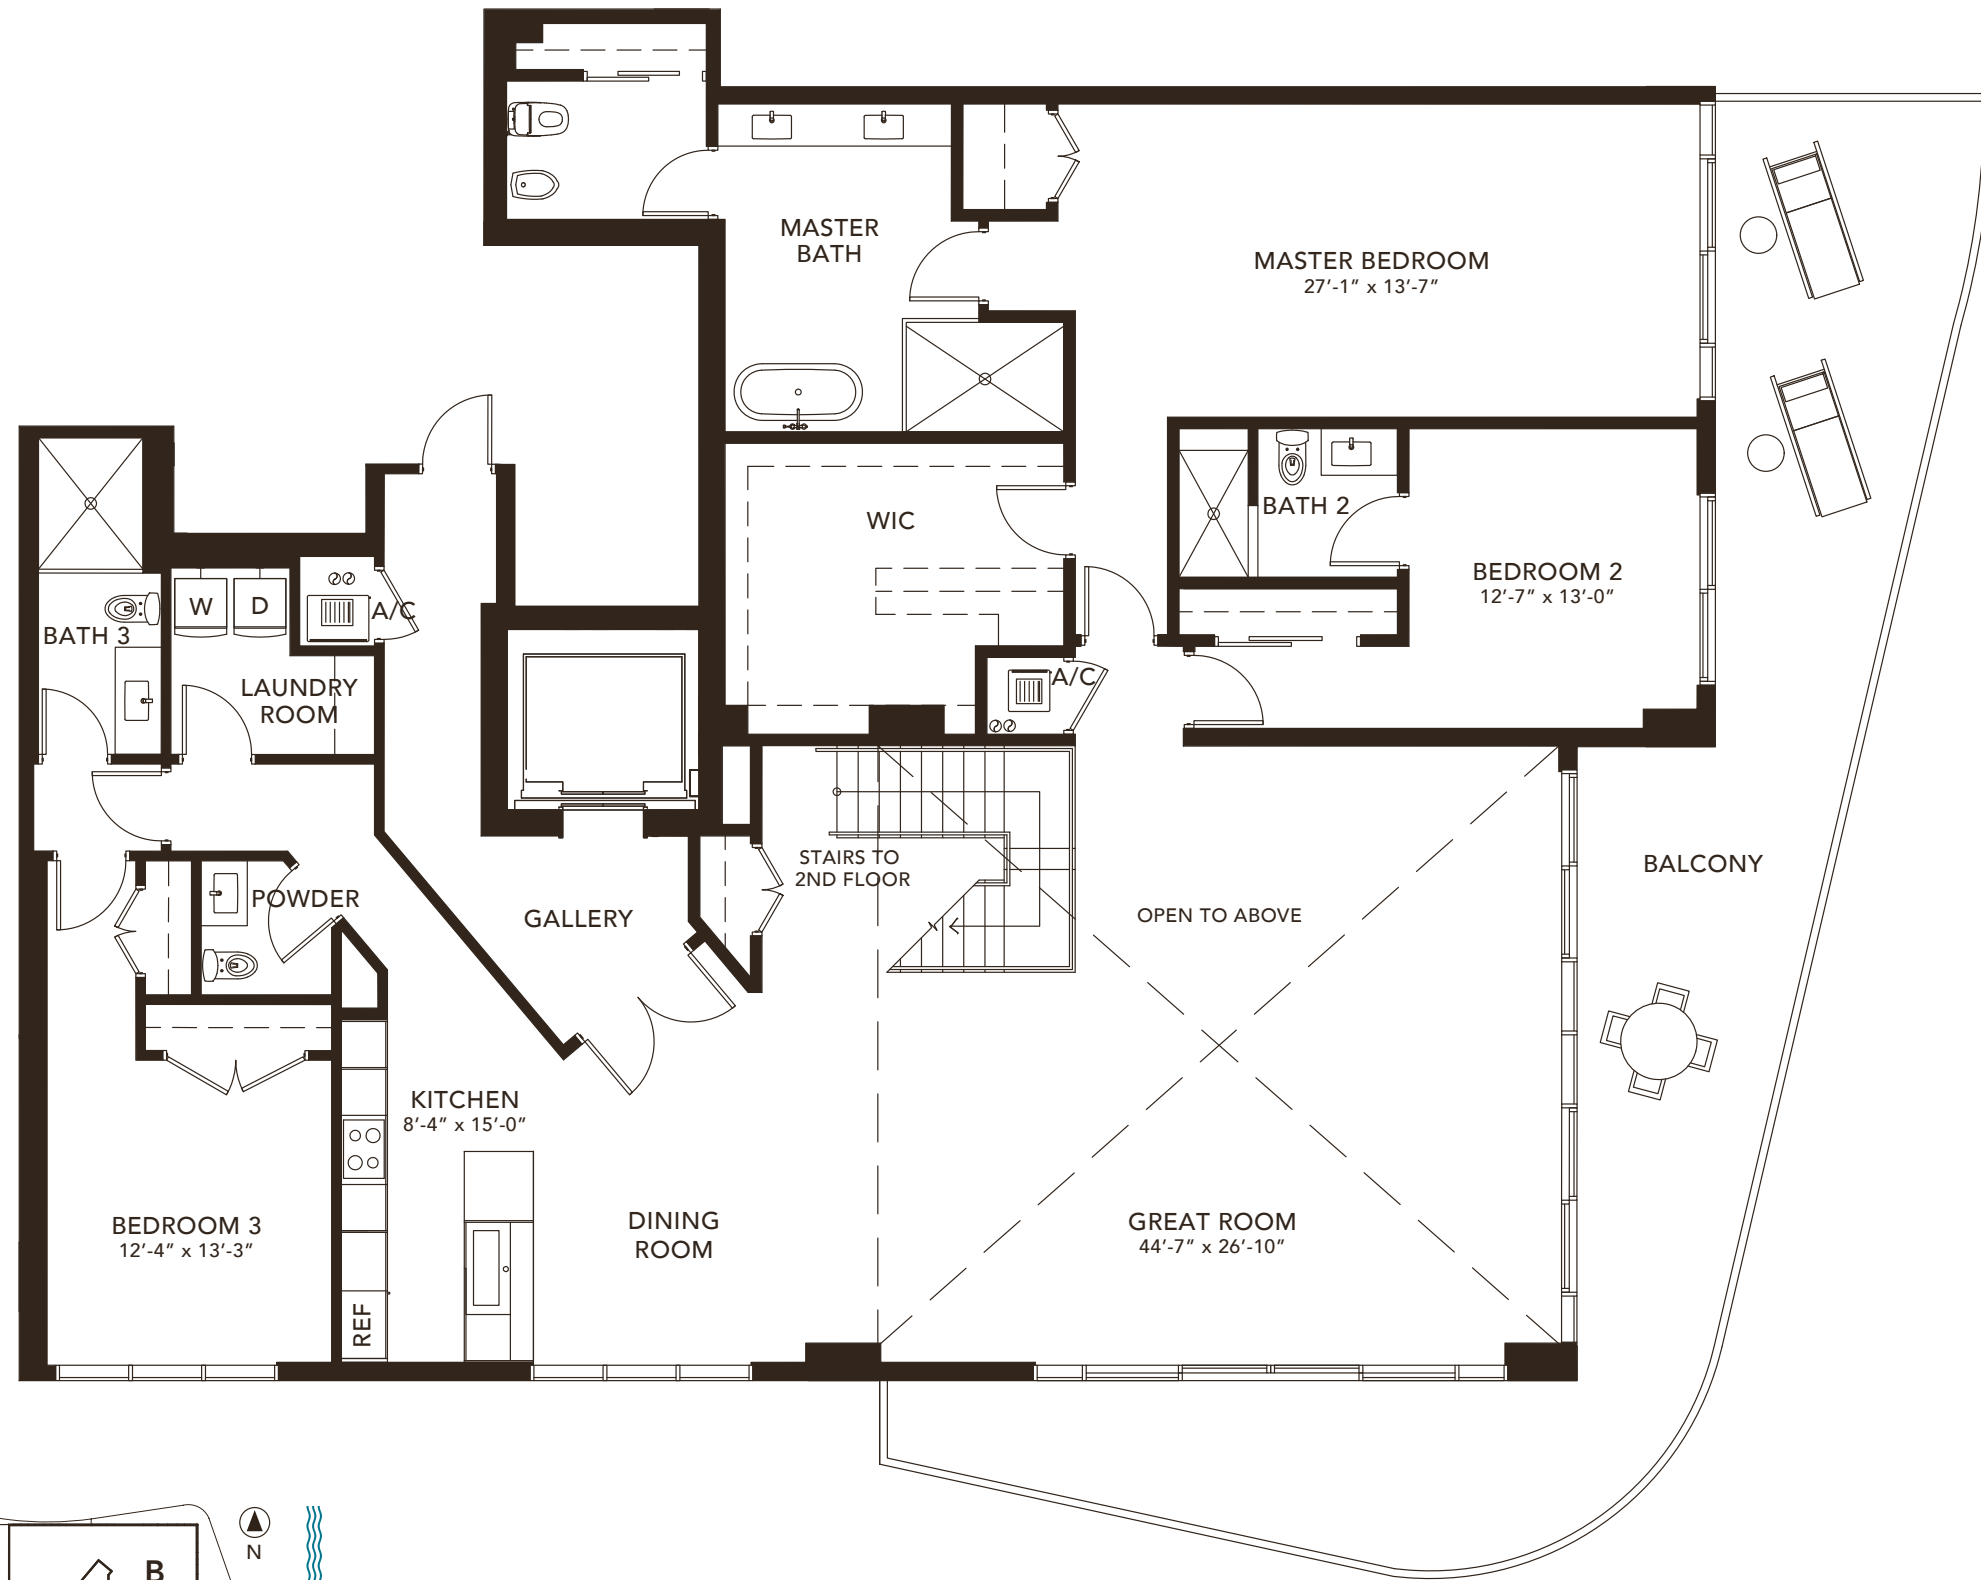 MASTER
BATH
MASTER BEDROOM
27'-1" x 13'-7"
WIC
BATH 2
BEDROOM 2
12'-7" x 13'-0"
W
D
A/C
BATH 3
LAUNDRY
ROOM
A/C
STAIRS TO
2ND FLOOR
BALCONY
POWDER
GALLERY
OPEN TO ABOVE
KITCHEN
8'-4" x 15'-0"
BEDROOM 3
12'-4" x 13'-3"
DINING
ROOM
GREAT ROOM
44'-7" x 26'-10"
REF
N
B